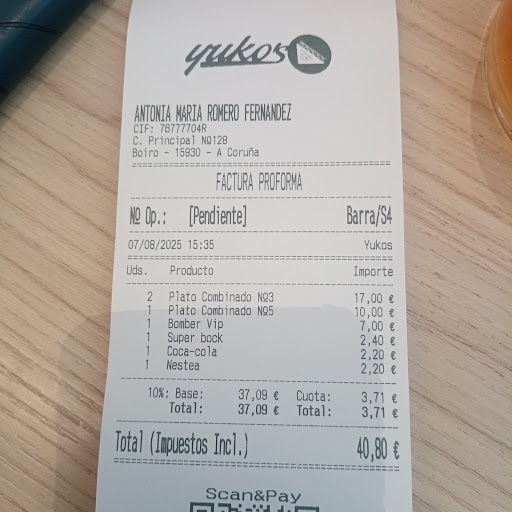 yukos
ANTONIA MARIA ROMERO FERNANDEZ
CIF: 76777704R
C. Principal Nº128
Boiro - 15930 - A Coruña
FACTURA PROFORMA
Nº Op.: [Pendiente] Barra/S4
07/08/2025 15:35 Yukos
Uds. Producto Importe
2 Plato Combinado Nº3 17,00 €
1 Plato Combinado Nº5 10,00 €
1 Bomber Vip 7,00 €
1 Super bock 2,40 €
1 Coca-cola 2,20 €
1 Nestea 2,20 €
10%: Base: 37,09 € Cuota: 3,71 €
Total: 37,09 € Total: 3,71 €
Total (Impuestos Incl.) 40,80 €
Scan&Pay